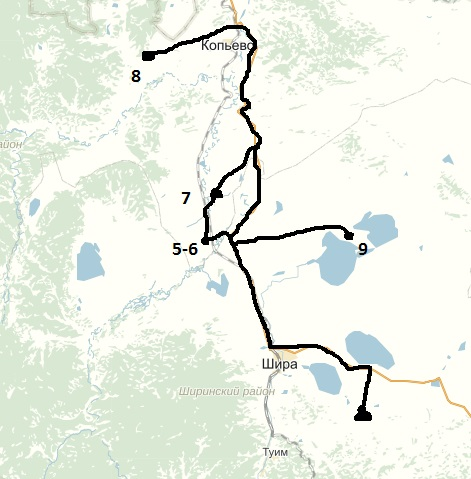 Копьево
8
айон
7
5-6
9
Шира
Ширинский район
Туим